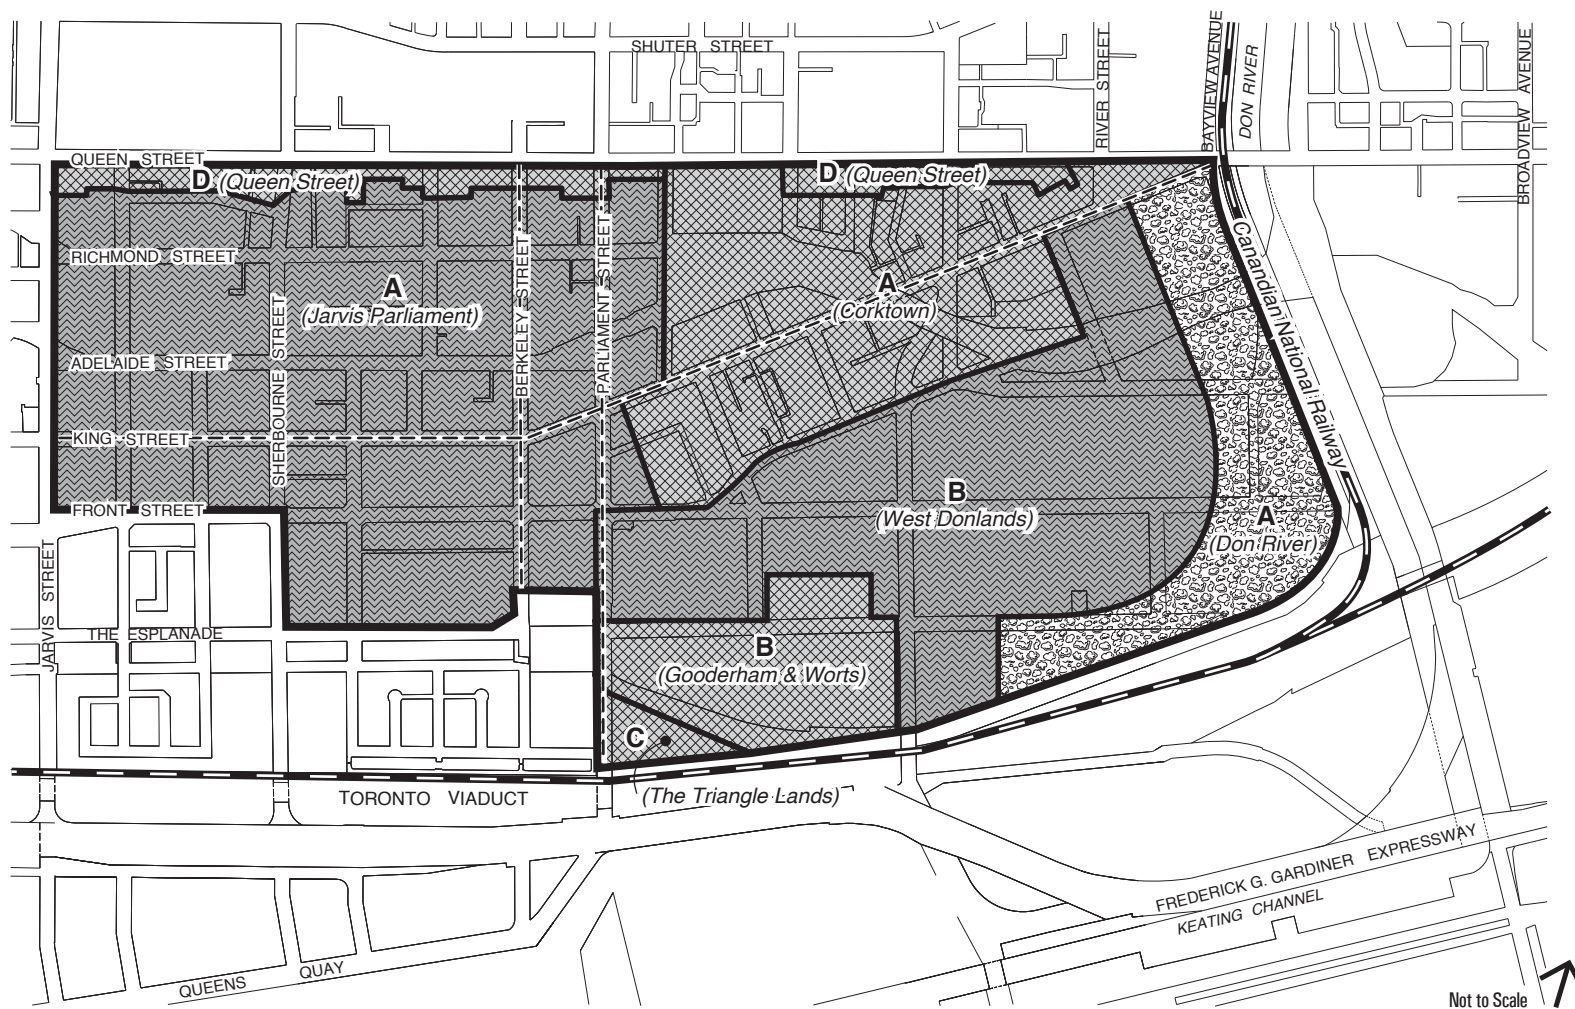 SHUTER STREET
RIVER STREET
BAYVIEW AVENUE
DON RIVER
BROADVIEW AVENUE
QUEEN STREET
D (Queen Street)
D (Queen Street)
RICHMOND STREET
A
(Jarvis Parliament)
A
(Corktown)
BERKELEY STREET
PARLIAMENT STREET
SHERBOURNE STREET
Canandian National Railway
ADELAIDE STREET
KING STREET
FRONT STREET
B
(West Donlands)
A
(Don River)
JARVIS STREET
THE ESPLANADE
B
(Gooderham & Worts)
C
(The Triangle Lands)
TORONTO VIADUCT
FREDERICK G. GARDINER EXPRESSWAY
KEATING CHANNEL
QUEENS QUAY
Not to Scale